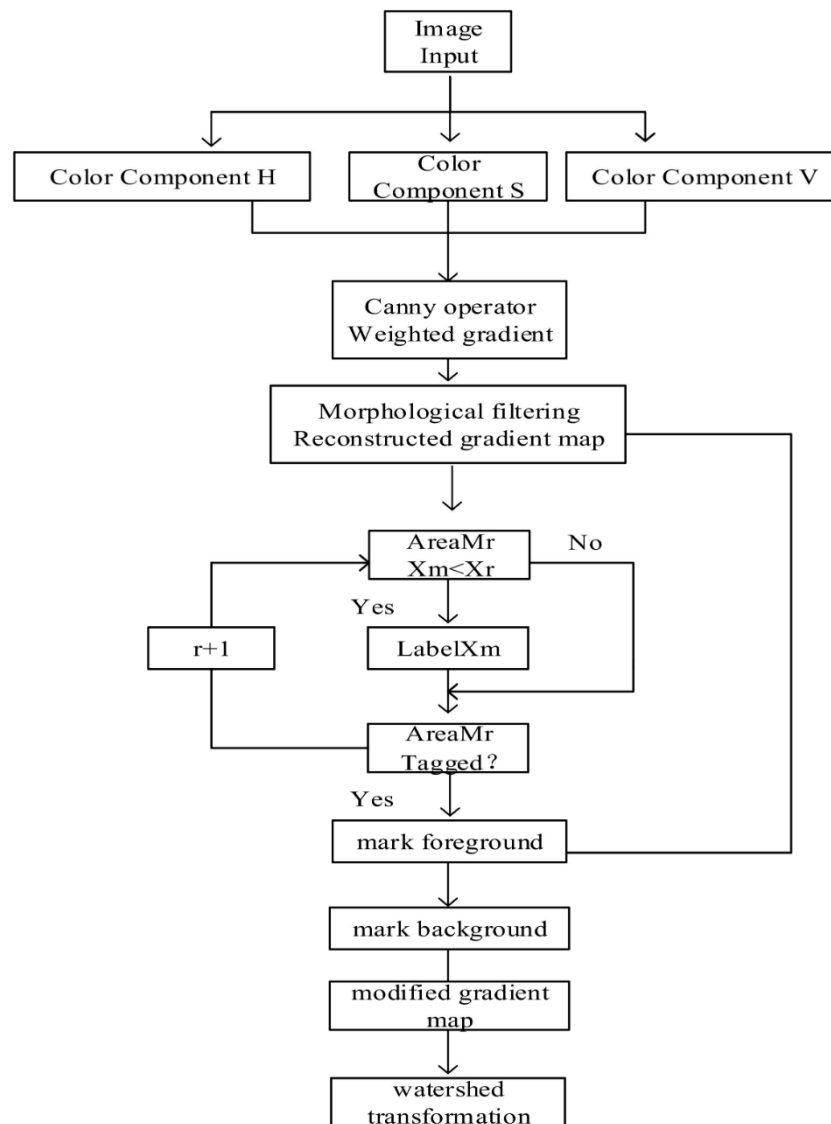 Image
Input
Color Component H
Color
Component S
Color Component V
Canny operator
Weighted gradient
Morphological filtering
Reconstructed gradient map
AreaMr
Xm<Xr
No
Yes
r+1
LabelXm
AreaMr
Tagged？
Yes
mark foreground
mark background
modified gradient
map
watershed
transformation